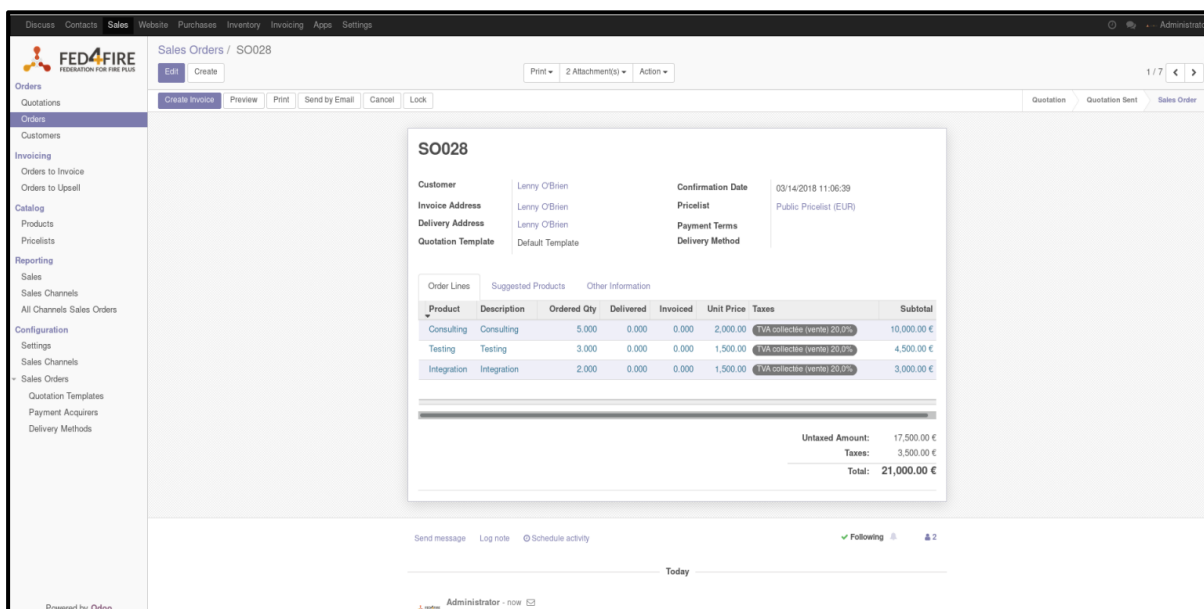 Discuss Contacts Sales Website Purchases Inventory Invoicing Apps Settings Administrato
FED4FIRE
FEDERATION FOR FIRE PLUS
Sales Orders / SO028
Edit Create Print 2 Attachment(s) Action 1 / 7
Create Invoice Preview Print Send by Email Cancel Lock Quotation Quotation Sent Sales Order
Orders
Quotations
Orders
Customers
Invoicing
Orders to Invoice
Orders to Upsell
Catalog
Products
Pricelists
Reporting
Sales
Sales Channels
All Channels Sales Orders
Configuration
Settings
Sales Channels
Sales Orders
Quotation Templates
Payment Acquirers
Delivery Methods
Powered by Odoo
SO028
Customer Lenny O'Brien Confirmation Date 03/14/2018 11:06:39
Invoice Address Lenny O'Brien Pricelist Public Pricelist (EUR)
Delivery Address Lenny O'Brien Payment Terms
Quotation Template Default Template Delivery Method
Order Lines Suggested Products Other Information
Product Description Ordered Qty Delivered Invoiced Unit Price Taxes Subtotal
Consulting Consulting 5.000 0.000 0.000 2,000.00 TVA collectée (vente) 20,0% 10,000.00 €
Testing Testing 3.000 0.000 0.000 1,500.00 TVA collectée (vente) 20,0% 4,500.00 €
Integration Integration 2.000 0.000 0.000 1,500.00 TVA collectée (vente) 20,0% 3,000.00 €
Untaxed Amount: 17,500.00 €
Taxes: 3,500.00 €
Total: 21,000.00 €
Send message Log note Schedule activity Following 2
Today
Administrator - now